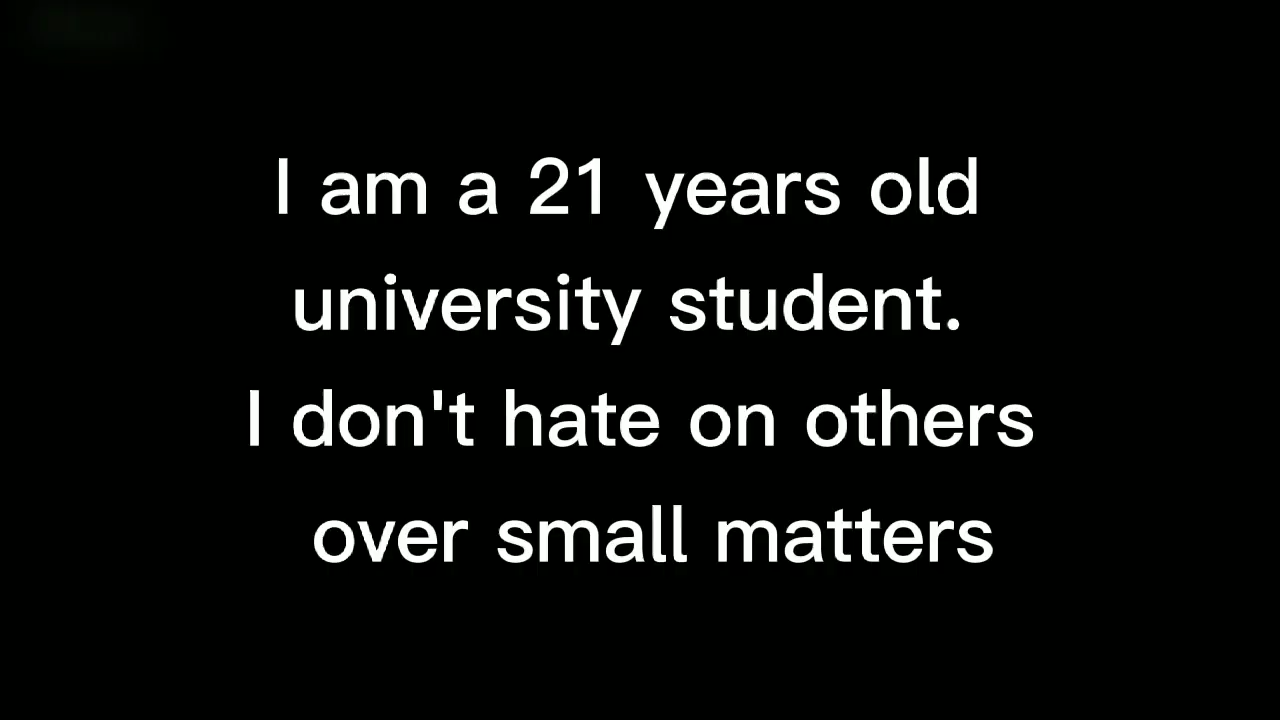 I am a 21 years old
university student.
I don't hate on others
over small matters